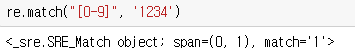 re.match("[0-9]", '1234')
<_sre.SRE_Match object; span=(0, 1), match='1'>